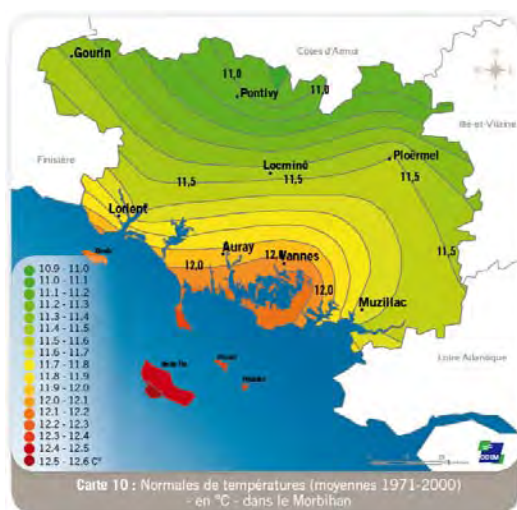 Côtes d'Armor
Gourin
11,0
Pontivy
11,0
Ille-et-Vilaine
Finistère
Locminé
Ploërmel
11,5
11,5
11,5
Lorient
Auray
12,0
Vannes
12,0
12,0
Muzillac
Loire Atlantique
10.9 - 11.0
11.0 - 11.1
11.1 - 11.2
11.2 - 11.3
11.3 - 11.4
11.4 - 11.5
11.5 - 11.6
11.6 - 11.7
11.7 - 11.8
11.8 - 11.9
11.9 - 12.0
12.0 - 12.1
12.1 - 12.2
12.2 - 12.3
12.3 - 12.4
12.4 - 12.5
12.5 - 12.6 C°
Carte 10 : Normales de températures (moyennes 1971-2000)
- en °C - dans le Morbihan